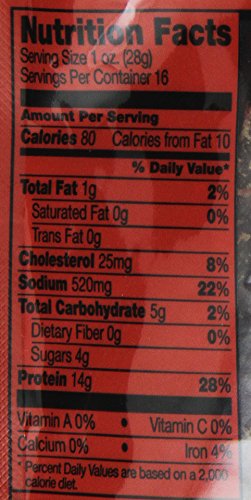 Nutrition Facts
Serving Size 1 oz. (28g)
Servings Per Container 16
Amount Per Serving
Calories 80 Calories from Fat 10
% Daily Value*
Total Fat 1g 2%
Saturated Fat 0g 0%
Trans Fat 0g
Cholesterol 25mg 8%
Sodium 520mg 22%
Total Carbohydrate 5g 2%
Dietary Fiber 0g 0%
Sugars 4g
Protein 14g 28%
Vitamin A 0% • Vitamin C 0%
Calcium 0% • Iron 4%
* Percent Daily Values are based on a 2,000
calorie diet.